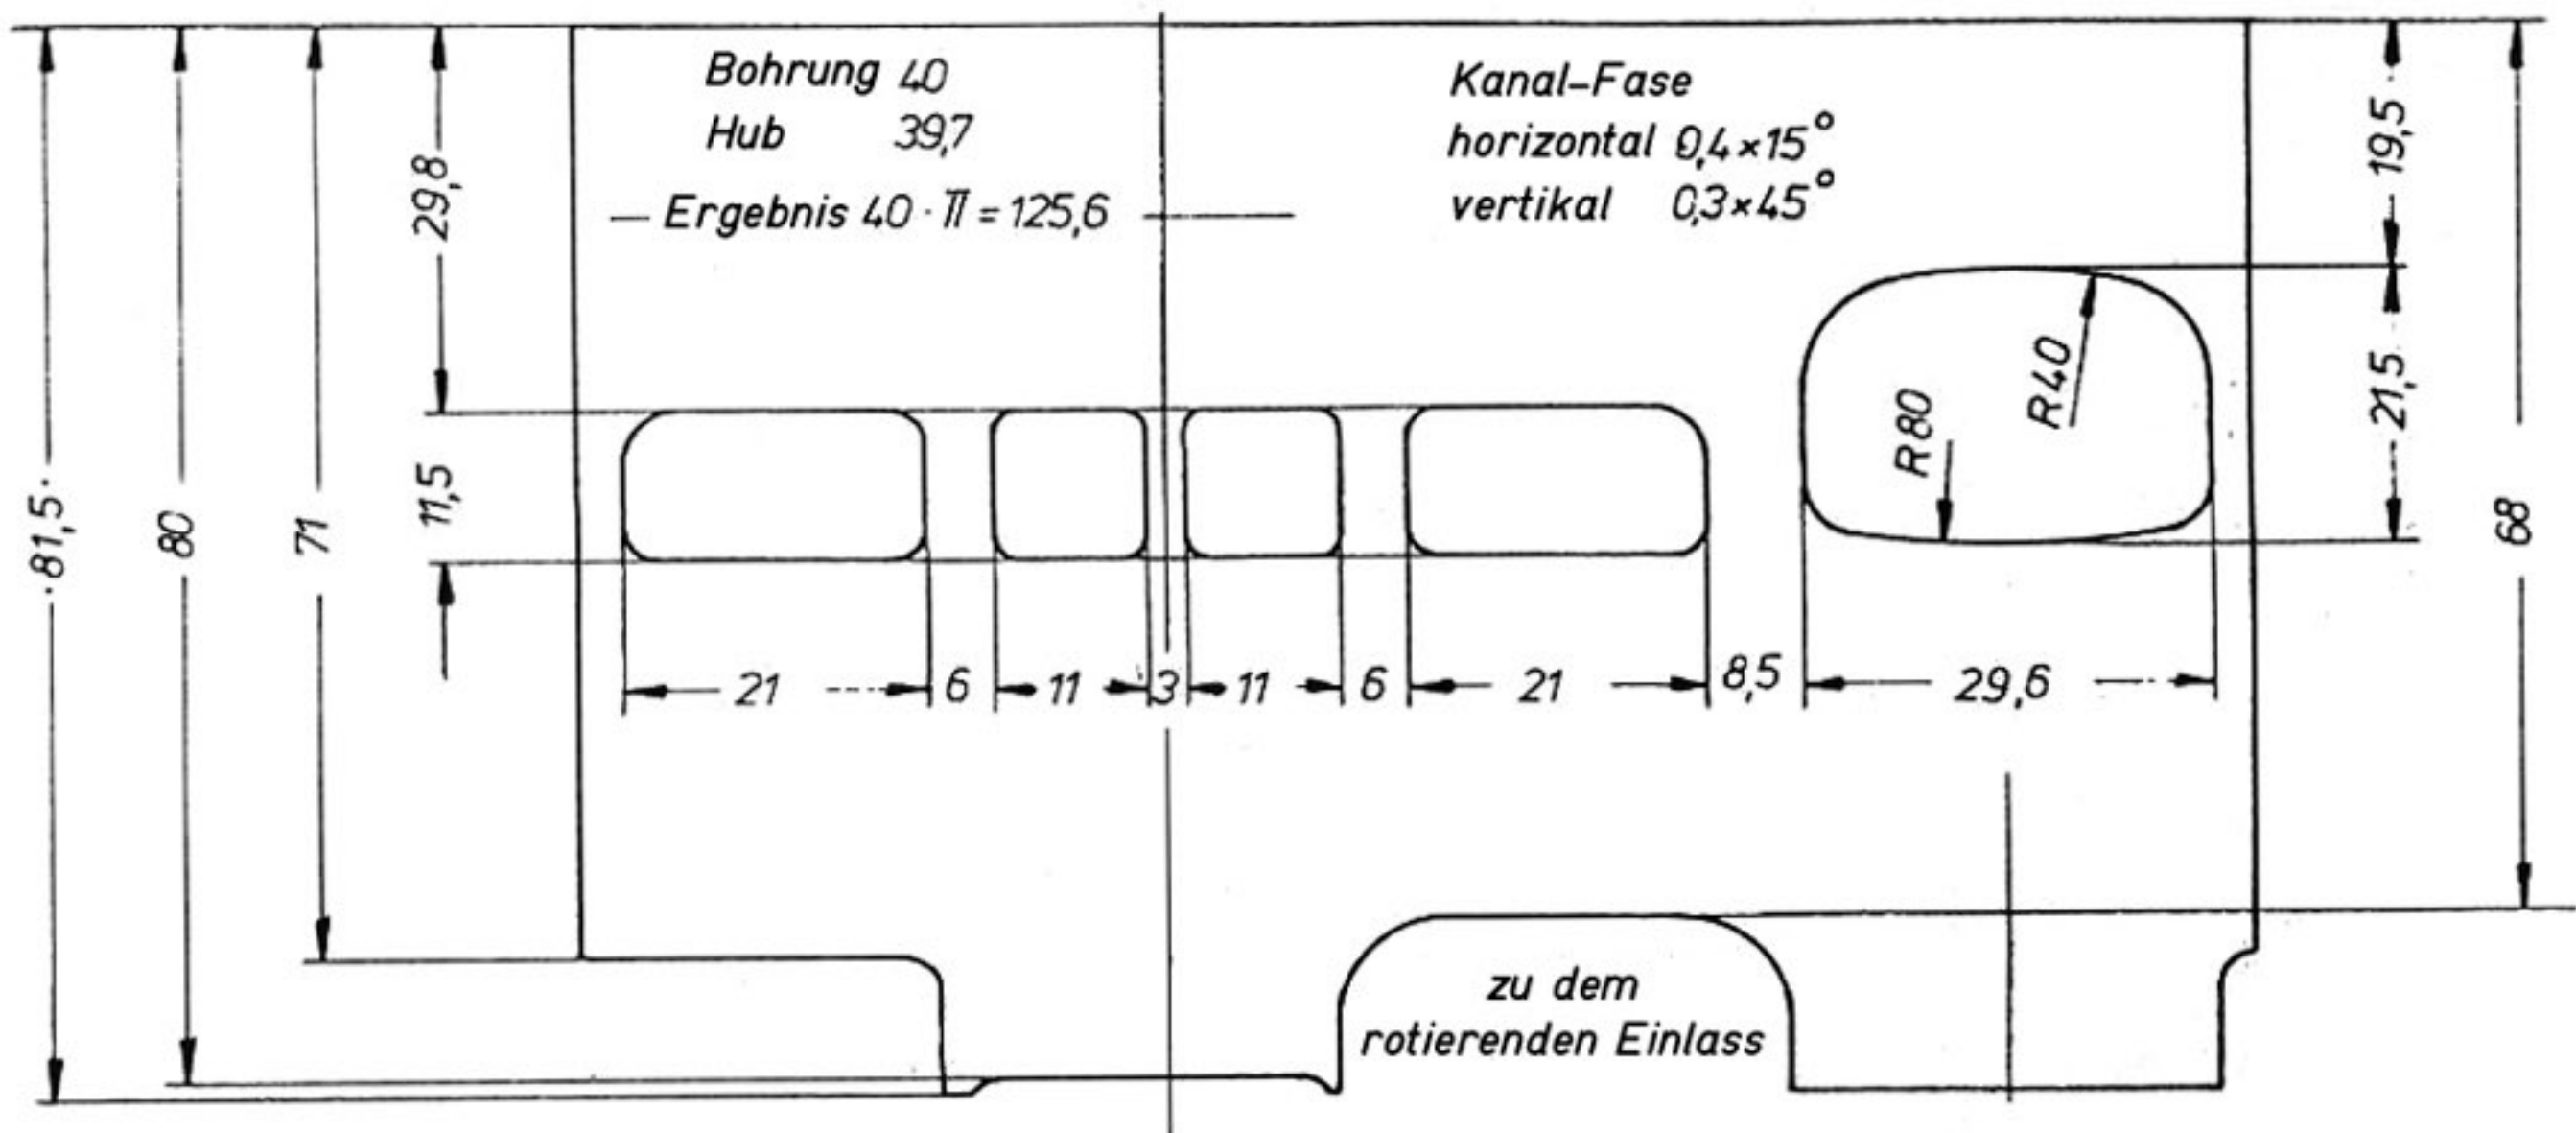 Bohrung 40
Hub 39,7
— Ergebnis 40 · π = 125,6 —
Kanal-Fase
horizontal 0,4×15°
vertikal 0,3×45°
81,5
80
71
29,8
11,5
19,5
21,5
68
R80
R40
21 6 11 3 11 6 21 8,5 29,6
zu dem
rotierenden Einlass